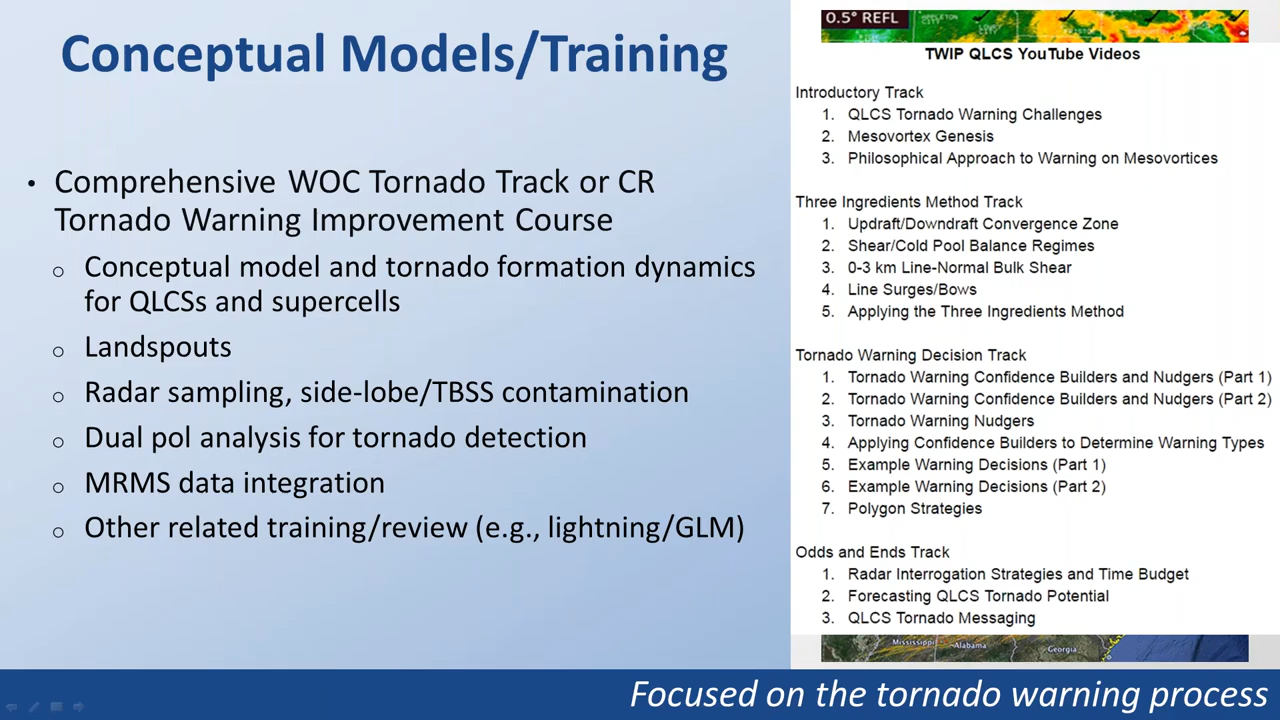 Conceptual Models/Training
• Comprehensive WOC Tornado Track or CR
Tornado Warning Improvement Course
o Conceptual model and tornado formation dynamics
for QLCSs and supercells
o Landspouts
o Radar sampling, side-lobe/TBSS contamination
o Dual pol analysis for tornado detection
o MRMS data integration
o Other related training/review (e.g., lightning/GLM)
0.5° REFL
TWIP QLCS YouTube Videos
Introductory Track
1. QLCS Tornado Warning Challenges
2. Mesovortex Genesis
3. Philosophical Approach to Warning on Mesovortices
Three Ingredients Method Track
1. Updraft/Downdraft Convergence Zone
2. Shear/Cold Pool Balance Regimes
3. 0-3 km Line-Normal Bulk Shear
4. Line Surges/Bows
5. Applying the Three Ingredients Method
Tornado Warning Decision Track
1. Tornado Warning Confidence Builders and Nudgers (Part 1)
2. Tornado Warning Confidence Builders and Nudgers (Part 2)
3. Tornado Warning Nudgers
4. Applying Confidence Builders to Determine Warning Types
5. Example Warning Decisions (Part 1)
6. Example Warning Decisions (Part 2)
7. Polygon Strategies
Odds and Ends Track
1. Radar Interrogation Strategies and Time Budget
2. Forecasting QLCS Tornado Potential
3. QLCS Tornado Messaging
Mississippi Alabama Georgia
Focused on the tornado warning process